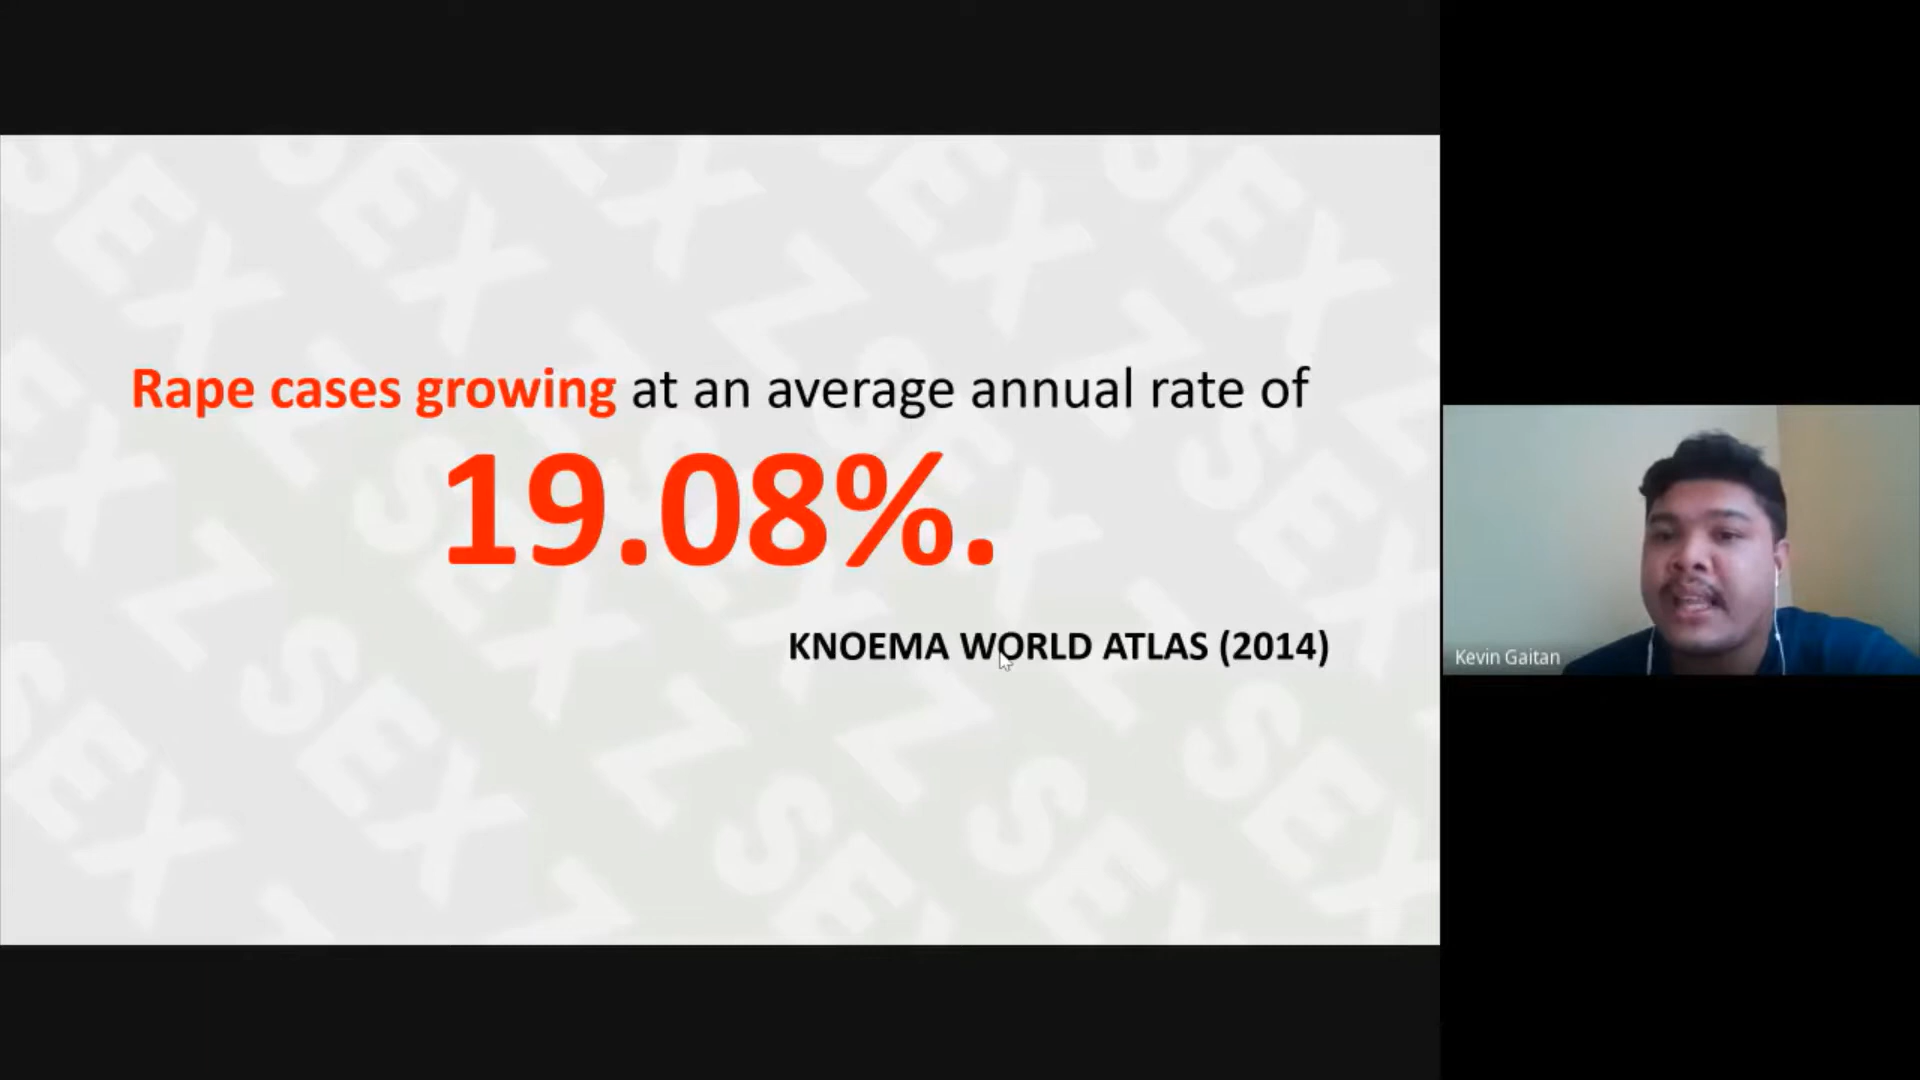 Rape cases growing at an average annual rate of
19.08%.
KNOEMA WORLD ATLAS (2014)
Kevin Gaitan